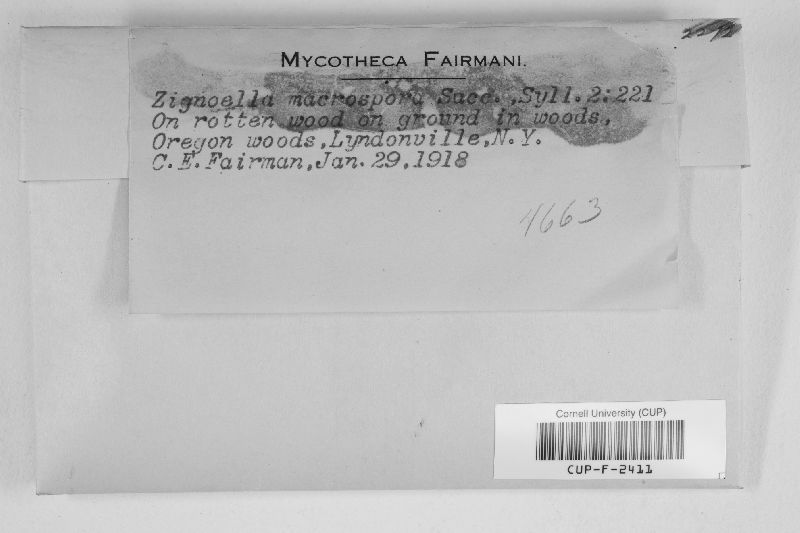 MYCOTHECA FAIRMANI.
Zignoella macrospora Sacc., Syll. 2:221
On rotten wood on ground in woods,
Oregon woods, Lyndonville, N. Y.
C. E. Fairman, Jan. 29, 1918
4663
Cornell University (CUP)
CUP-F-2411